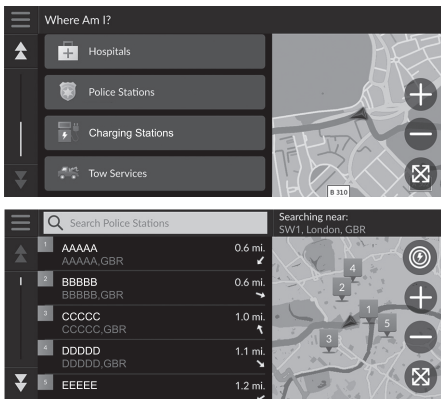 Where Am I?
Hospitals
Police Stations
Charging Stations
Tow Services
B 310
Search Police Stations
Searching near:
SW1, London, GBR
1 AAAAA 0.6 mi.
AAAAA,GBR
2 BBBBB 0.6 mi.
BBBBB,GBR
3 CCCCC 1.0 mi.
CCCCC,GBR
4 DDDDD 1.1 mi.
DDDDD,GBR
5 EEEEE 1.2 mi.
4
2
1
5
3